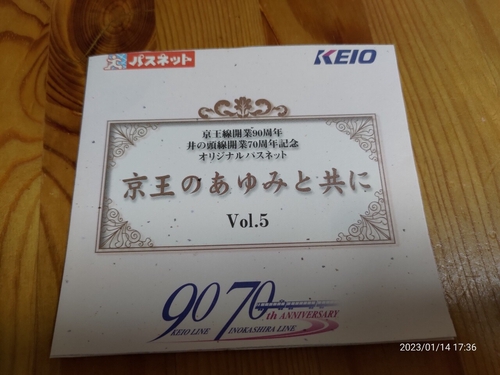 パスネット
KEIO
京王線開業90周年
井の頭線開業70周年記念
オリジナルパスネット
京王のあゆみと共に
Vol.5
90 70th ANNIVERSARY
KEIO LINE INOKASHIRA LINE
2023/01/14 17:36